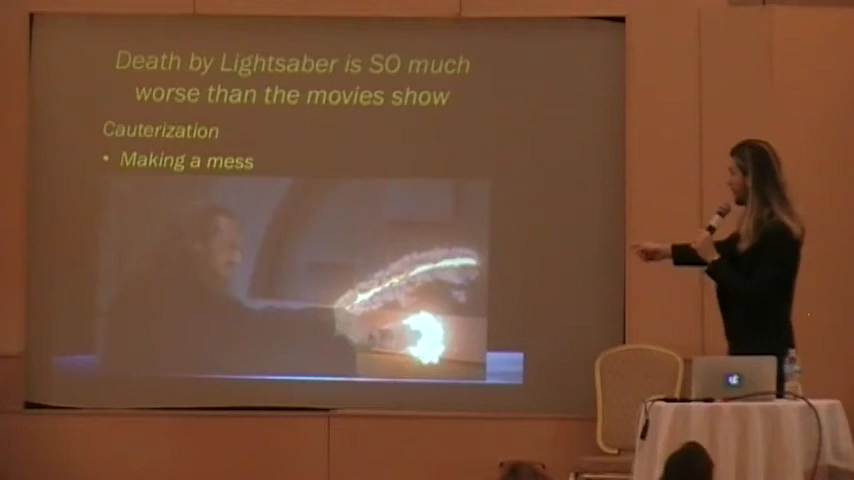 Death by Lightsaber is SO much
worse than the movies show
Cauterization
• Making a mess